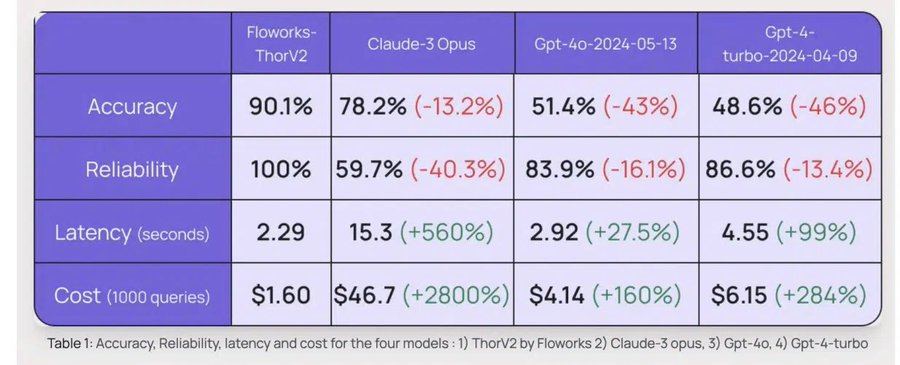 Floworks-
ThorV2
Claude-3 Opus
Gpt-4o-2024-05-13
Gpt-4-
turbo-2024-04-09
Accuracy 90.1% 78.2% (-13.2%) 51.4% (-43%) 48.6% (-46%)
Reliability 100% 59.7% (-40.3%) 83.9% (-16.1%) 86.6% (-13.4%)
Latency (seconds) 2.29 15.3 (+560%) 2.92 (+27.5%) 4.55 (+99%)
Cost (1000 queries) $1.60 $46.7 (+2800%) $4.14 (+160%) $6.15 (+284%)
Table 1: Accuracy, Reliability, latency and cost for the four models : 1) ThorV2 by Floworks 2) Claude-3 opus, 3) Gpt-4o, 4) Gpt-4-turbo